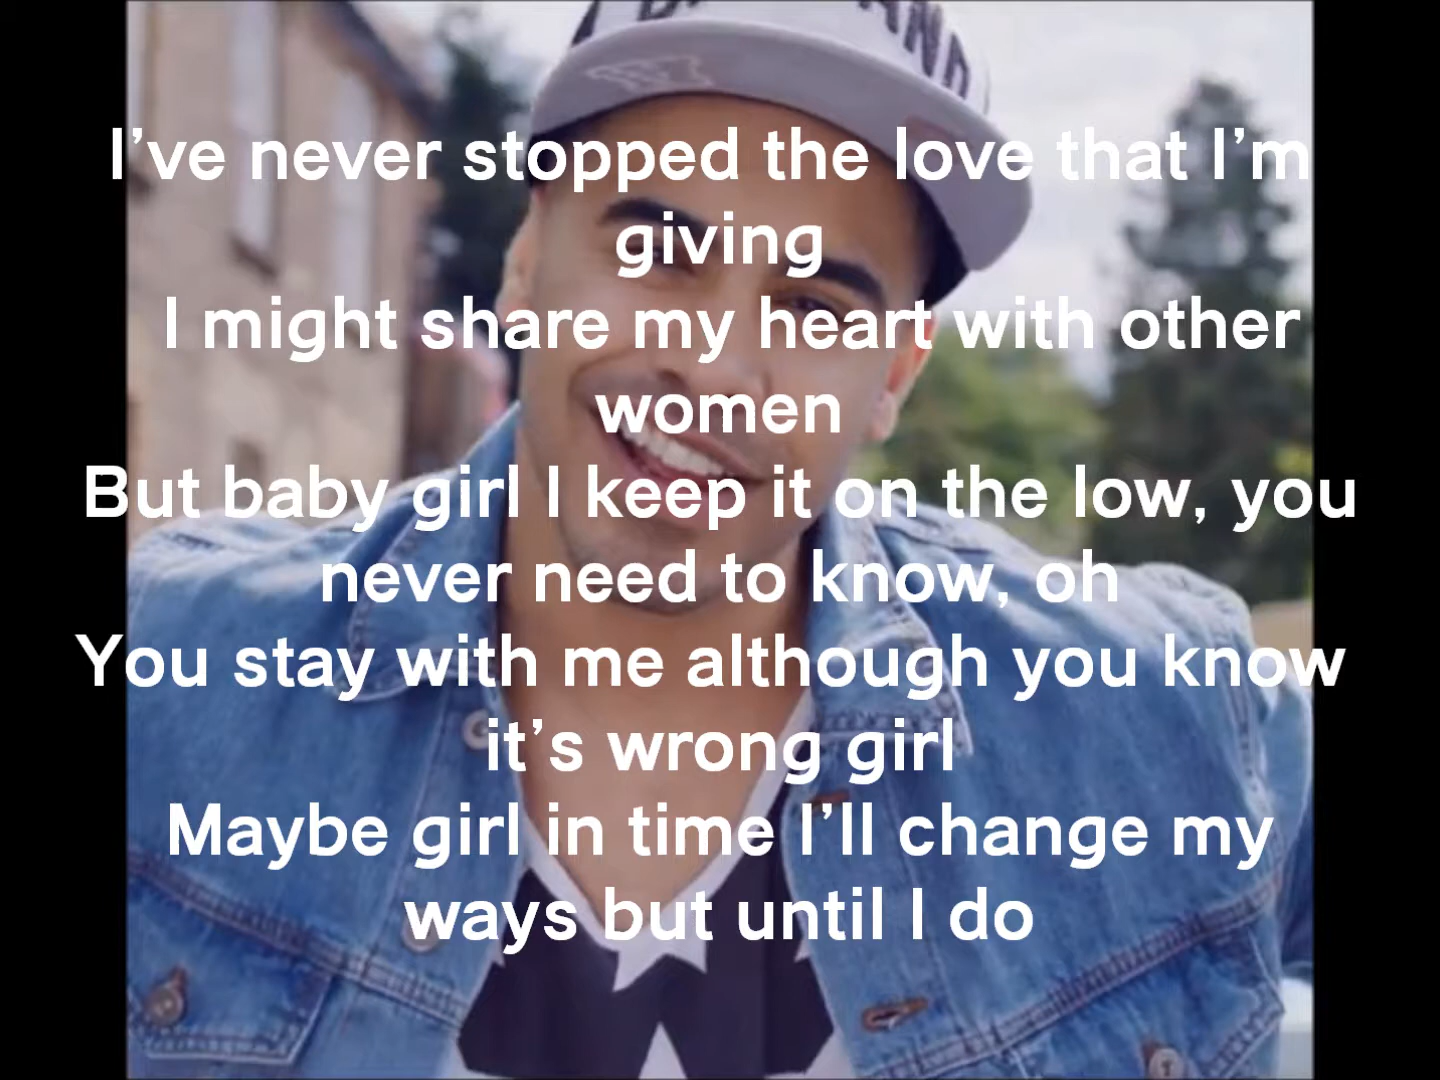 I've never stopped the love that I'm
giving
I might share my heart with other
women
But baby girl I keep it on the low, you
never need to know, oh
You stay with me although you know
it's wrong girl
Maybe girl in time I'll change my
ways but until I do